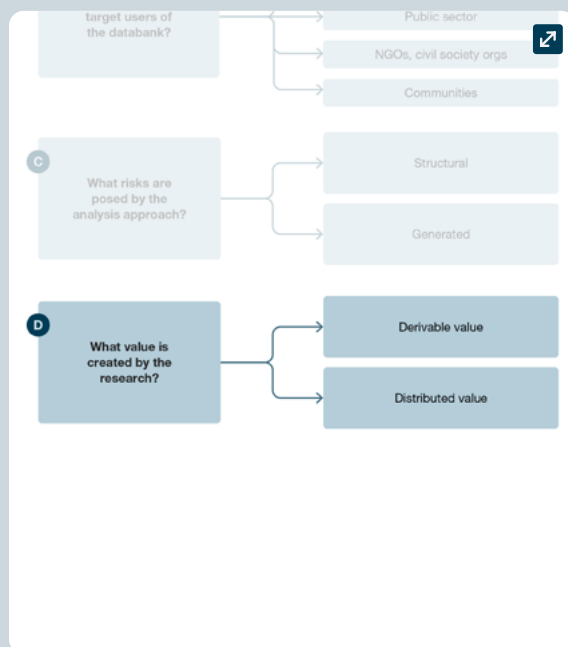 target users of
the databank?
Public sector
NGOs, civil society orgs
Communities
C
What risks are
posed by the
analysis approach?
Structural
Generated
D
What value is
created by the
research?
Derivable value
Distributed value